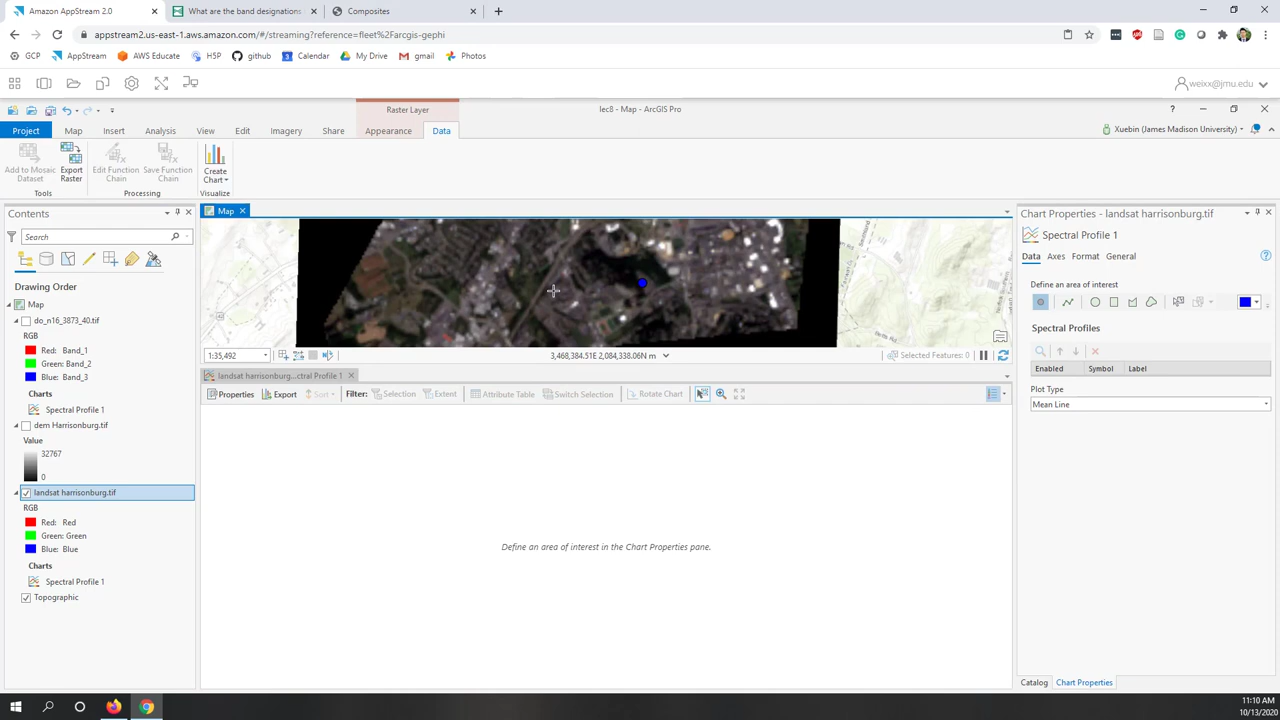 Amazon AppStream 2.0
What are the band designations
Composites
appstream2.us-east-1.aws.amazon.com/#/streaming?reference=fleet%2Farcgis-gephi
GCP
AppStream
AWS Educate
H5P
github
Calendar
My Drive
gmail
Photos
weixx@jmu.edu
Raster Layer
lec8 - Map - ArcGIS Pro
Project
Map
Insert
Analysis
View
Edit
Imagery
Share
Appearance
Data
Xuebin (James Madison University)
Add to Mosaic
Dataset
Export
Raster
Edit Function
Chain
Save Function
Chain
Create
Chart
Tools
Processing
Visualize
Contents
Search
Drawing Order
Map
do_n16_3873_40.tif
RGB
Red: Band_1
Green: Band_2
Blue: Band_3
Charts
Spectral Profile 1
dem Harrisonburg.tif
Value
32767
0
landsat harrisonburg.tif
RGB
Red: Red
Green: Green
Blue: Blue
Charts
Spectral Profile 1
Topographic
Map
1:35,492
3,468,384.51E 2,084,338.06N m
Selected Features: 0
landsat harrisonburg...ctral Profile 1
Properties
Export
Sort
Filter:
Selection
Extent
Attribute Table
Switch Selection
Rotate Chart
Define an area of interest in the Chart Properties pane.
Chart Properties - landsat harrisonburg.tif
Spectral Profile 1
Data
Axes
Format
General
Define an area of interest
Spectral Profiles
Enabled
Symbol
Label
Plot Type
Mean Line
Catalog
Chart Properties
11:10 AM
10/13/2020